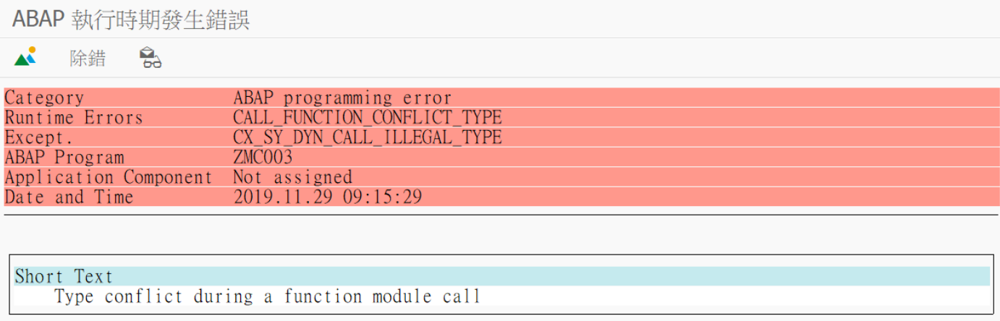 ABAP 執行時期發生錯誤
除錯
Category ABAP programming error
Runtime Errors CALL_FUNCTION_CONFLICT_TYPE
Except. CX_SY_DYN_CALL_ILLEGAL_TYPE
ABAP Program ZMC003
Application Component Not assigned
Date and Time 2019.11.29 09:15:29
Short Text
Type conflict during a function module call